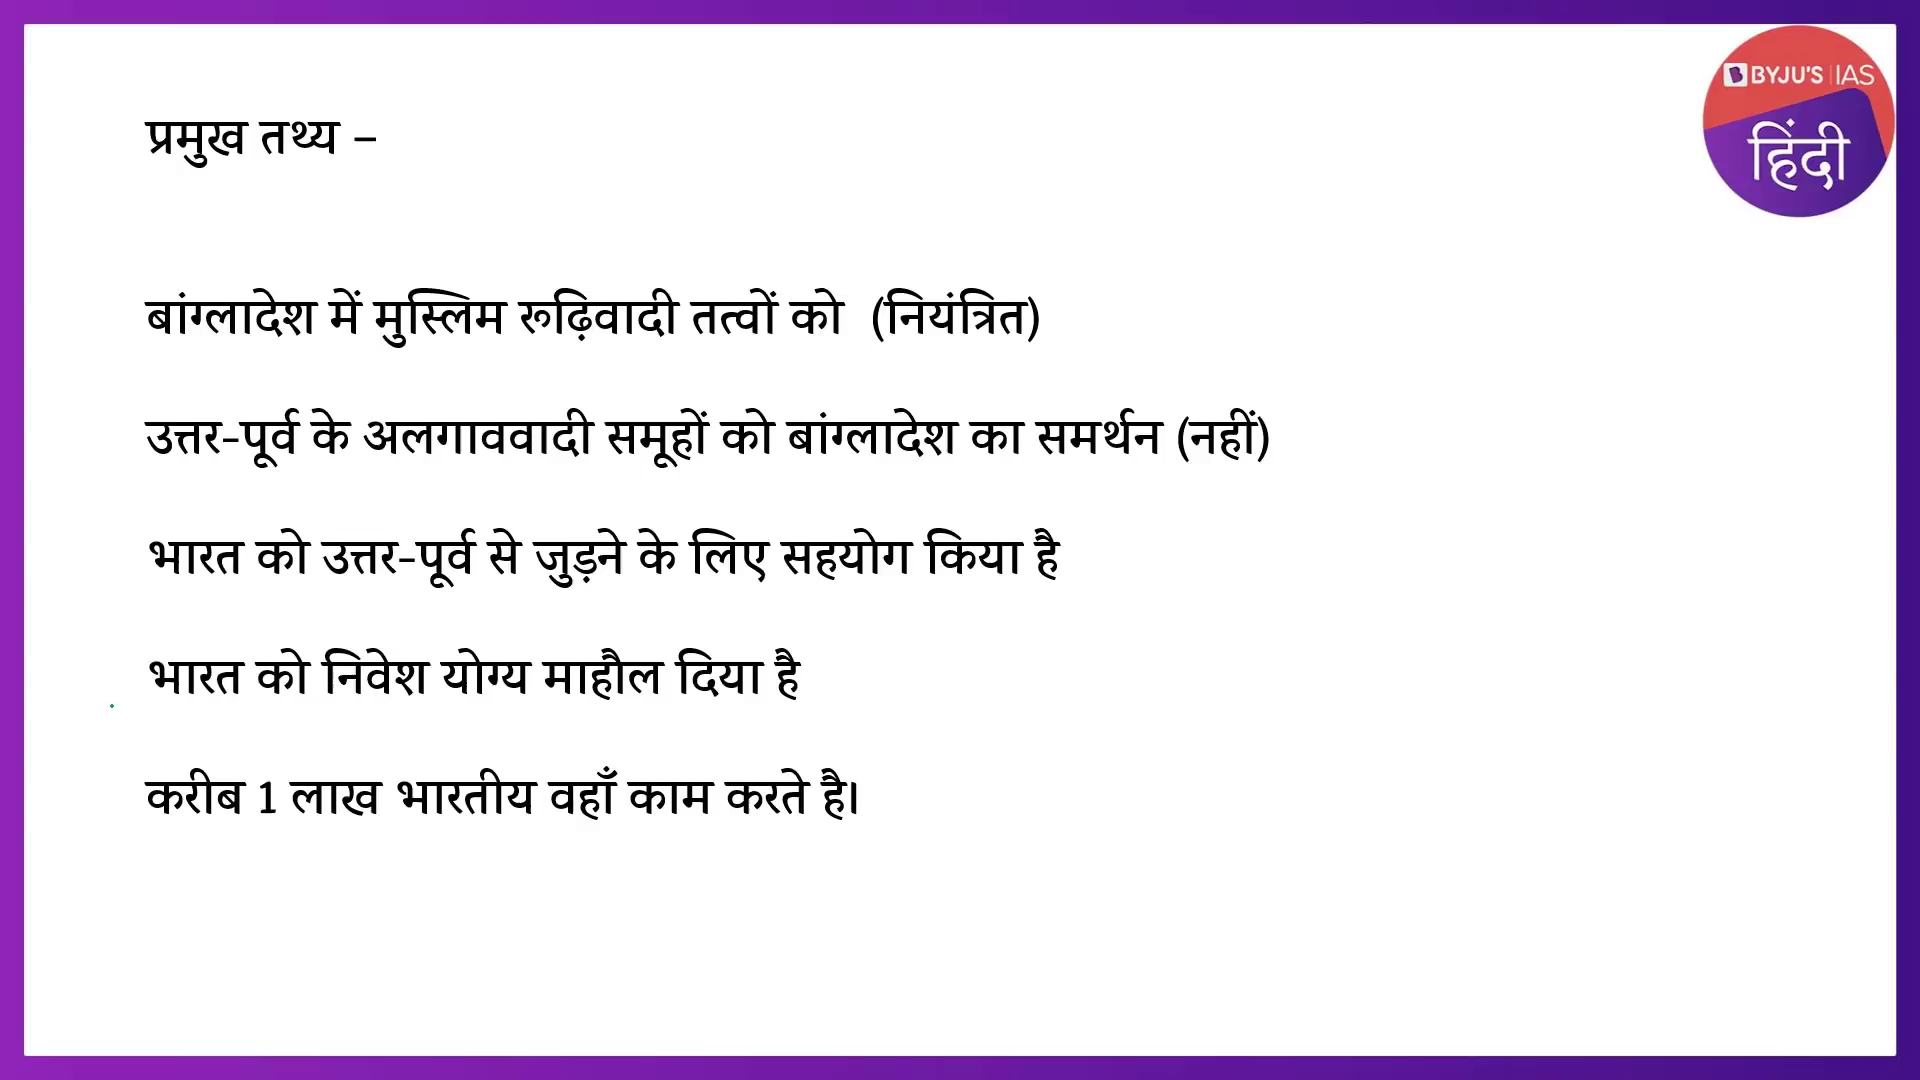 BYJU'S IAS
हिंदी
प्रमुख तथ्य –
बांग्लादेश में मुस्लिम रूढ़िवादी तत्वों को (नियंत्रित)
उत्तर-पूर्व के अलगाववादी समूहों को बांग्लादेश का समर्थन (नहीं)
भारत को उत्तर-पूर्व से जुड़ने के लिए सहयोग किया है
भारत को निवेश योग्य माहौल दिया है
करीब 1 लाख भारतीय वहाँ काम करते है।